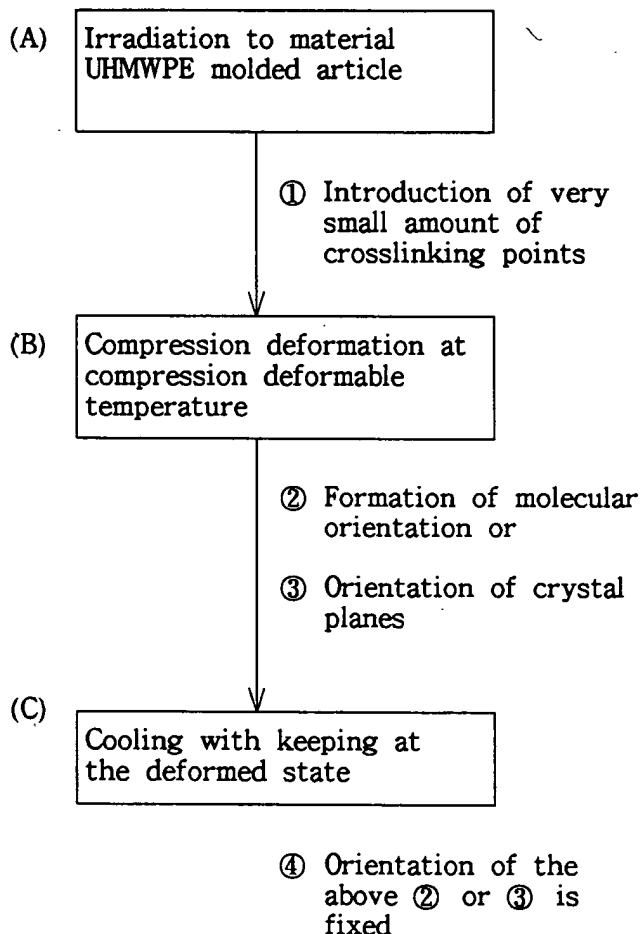 (A) Irradiation to material
UHMWPE molded article
① Introduction of very
small amount of
crosslinking points
(B) Compression deformation at
compression deformable
temperature
② Formation of molecular
orientation or
③ Orientation of crystal
planes
(C) Cooling with keeping at
the deformed state
④ Orientation of the
above ② or ③ is
fixed